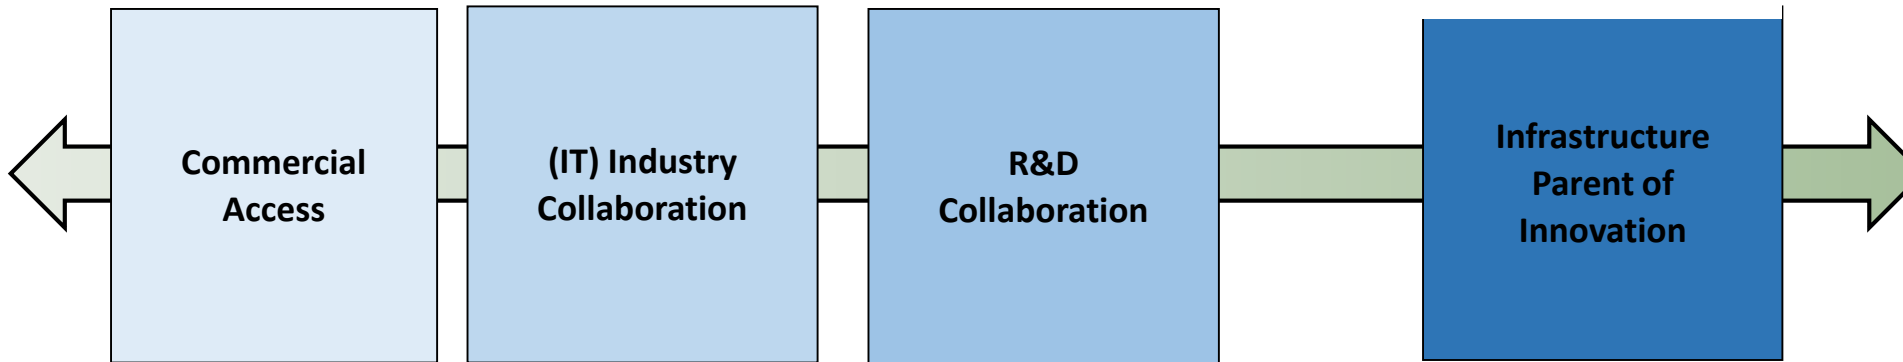 Commercial
Access
(IT) Industry
Collaboration
R&D
Collaboration
Infrastructure
Parent of
Innovation